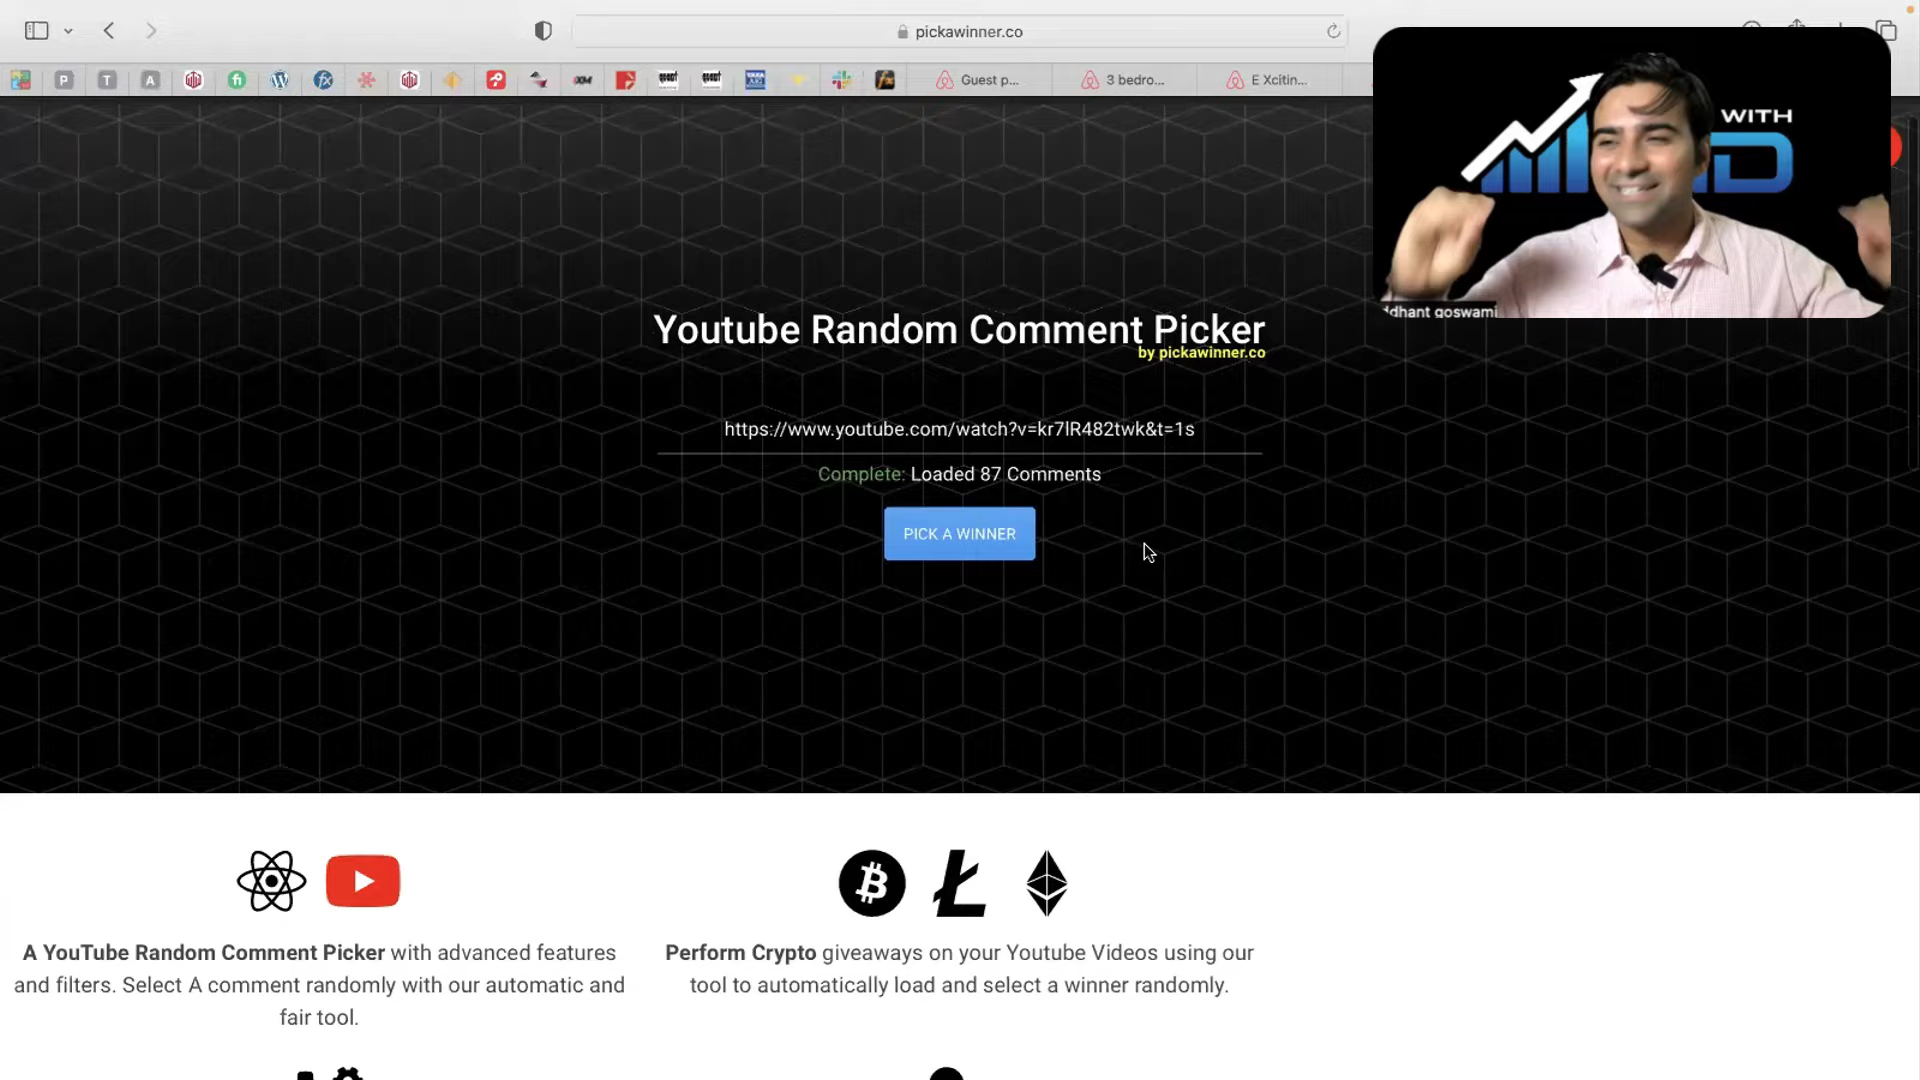 pickawinner.co
P
T
A
Guest p...
3 bedro...
E Xcitin...
WITH
ddhant goswami
Youtube Random Comment Picker
by pickawinner.co
https://www.youtube.com/watch?v=kr7lR482twk&t=1s
Complete: Loaded 87 Comments
PICK A WINNER
A YouTube Random Comment Picker with advanced features
and filters. Select A comment randomly with our automatic and
fair tool.
Perform Crypto giveaways on your Youtube Videos using our
tool to automatically load and select a winner randomly.